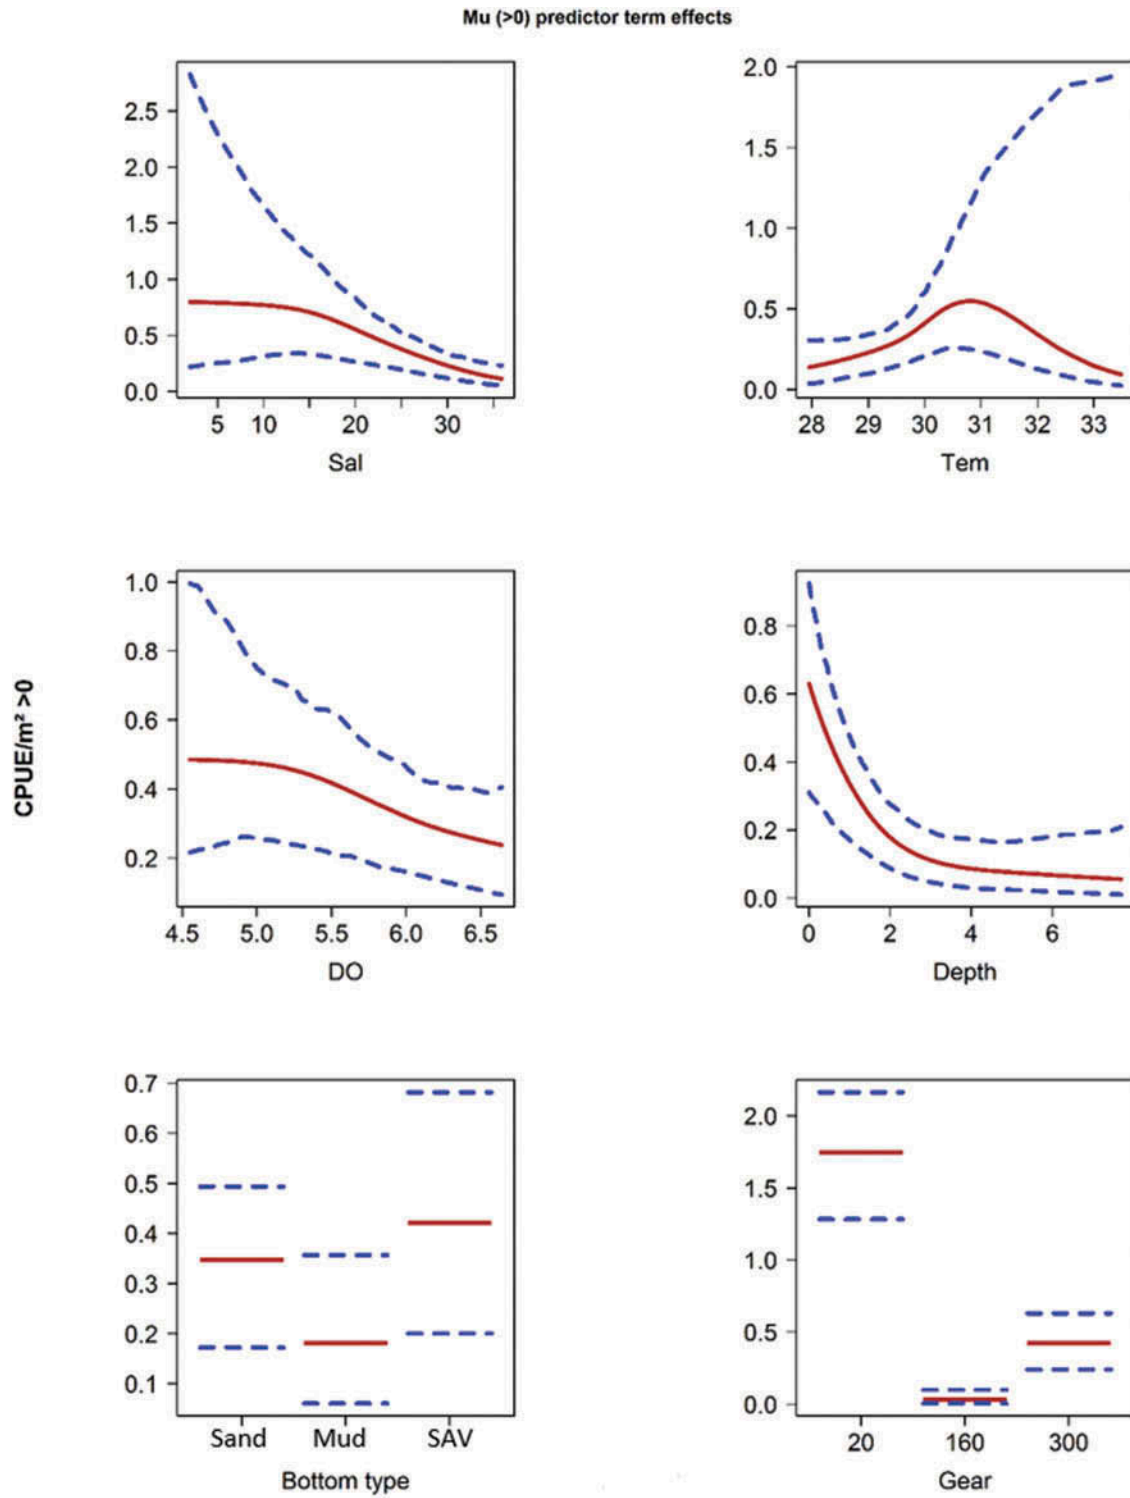 Mu (>0) predictor term effects
2.5
2.0
1.5
1.0
0.5
0.0
5 10 20 30
Sal
2.0
1.5
1.0
0.5
0.0
28 29 30 31 32 33
Tem
CPUE/m² >0
1.0
0.8
0.6
0.4
0.2
4.5 5.0 5.5 6.0 6.5
DO
0.8
0.6
0.4
0.2
0.0
0 2 4 6
Depth
0.7
0.6
0.5
0.4
0.3
0.2
0.1
Sand Mud SAV
Bottom type
2.0
1.5
1.0
0.5
0.0
20 160 300
Gear